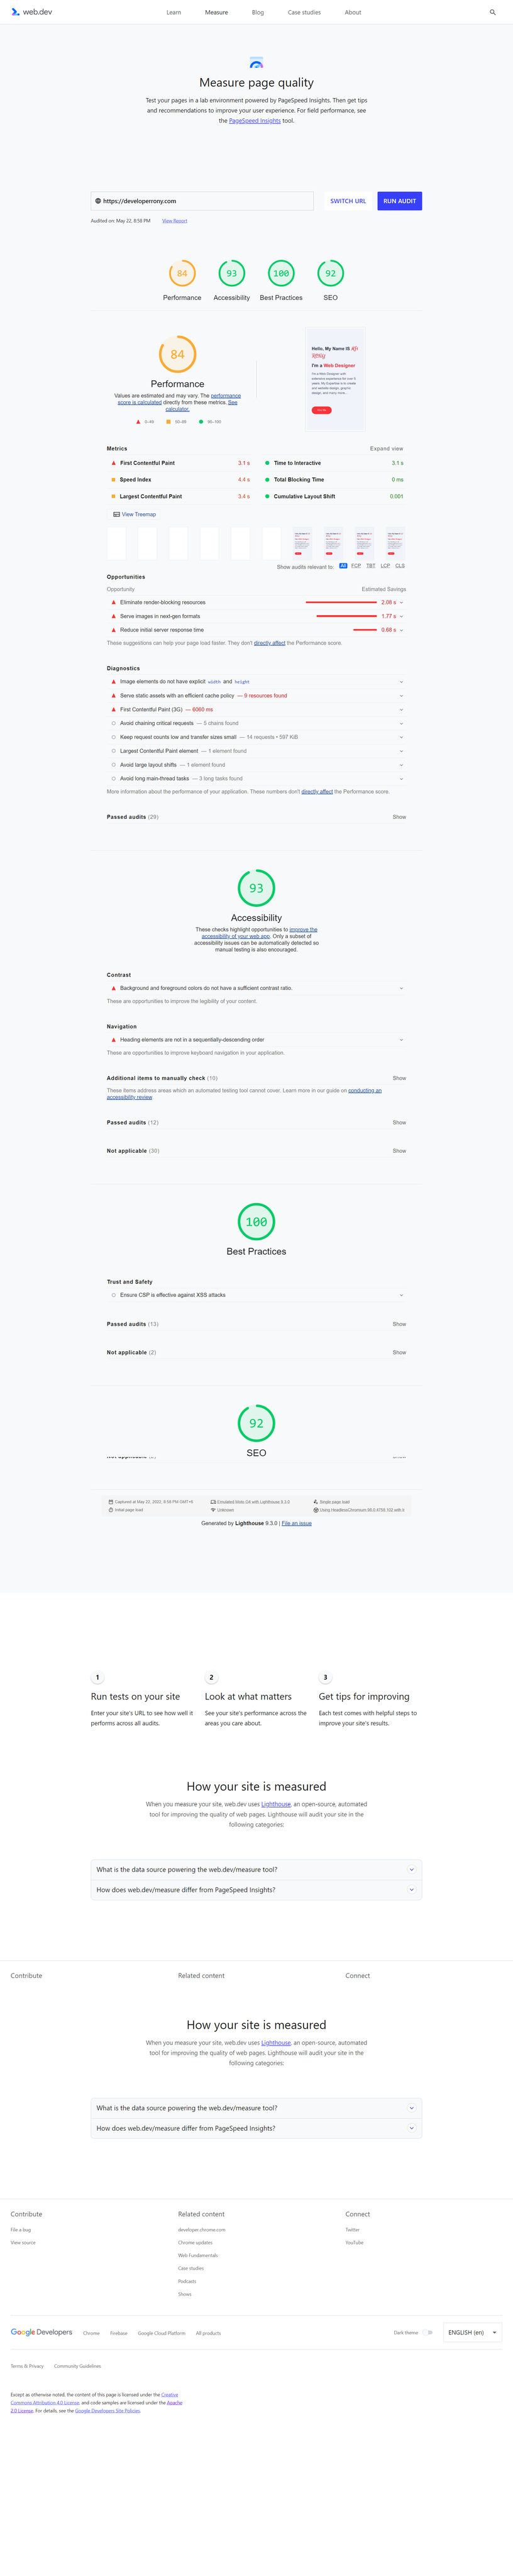 web.dev
Learn
Measure
Blog
Case studies
About
Measure page quality
Test your pages in a lab environment powered by PageSpeed Insights. Then get tips
and recommendations to improve your user experience. For field performance, see
the PageSpeed Insights tool.
https://developerrony.com
SWITCH URL
RUN AUDIT
Audited on: May 22, 6:58 PM
View Report
84
93
100
92
Performance
Accessibility
Best Practices
SEO
84
Performance
Values are estimated and may vary. The performance
score is calculated directly from these metrics. See
calculator.
0–49
50–89
90–100
Hello, My Name IS
I'm a Web Designer
Metrics
Expand view
First Contentful Paint
3.1 s
Time to Interactive
3.1 s
Speed Index
4.4 s
Total Blocking Time
0 ms
Largest Contentful Paint
3.4 s
Cumulative Layout Shift
0.001
View Treemap
Show audits relevant to:
All
FCP
TBT
LCP
CLS
Opportunities
Opportunity
Estimated Savings
Eliminate render-blocking resources
2.08 s
Serve images in next-gen formats
1.77 s
Reduce initial server response time
0.68 s
These suggestions can help your page load faster. They don't directly affect the Performance score.
Diagnostics
Image elements do not have explicit width and height
Serve static assets with an efficient cache policy — 9 resources found
First Contentful Paint (3G) — 6060 ms
Avoid chaining critical requests — 5 chains found
Keep request counts low and transfer sizes small — 14 requests • 597 KiB
Largest Contentful Paint element — 1 element found
Avoid large layout shifts — 1 element found
Avoid long main-thread tasks — 3 long tasks found
More information about the performance of your application. These numbers don't directly affect the Performance score.
Passed audits (29)
Show
93
Accessibility
These checks highlight opportunities to improve the
accessibility of your web app. Only a subset of
accessibility issues can be automatically detected so
manual testing is also encouraged.
Contrast
Background and foreground colors do not have a sufficient contrast ratio.
These are opportunities to improve the legibility of your content.
Navigation
Heading elements are not in a sequentially-descending order
These are opportunities to improve keyboard navigation in your application.
Additional items to manually check (10)
Show
These items address areas which an automated testing tool cannot cover. Learn more in our guide on conducting an
accessibility review.
Passed audits (12)
Show
Not applicable (30)
Show
100
Best Practices
Trust and Safety
Ensure CSP is effective against XSS attacks
Passed audits (13)
Show
Not applicable (2)
Show
92
SEO
Captured at May 22, 2022, 6:58 PM GMT+6
Emulated Moto G4 with Lighthouse 9.3.0
Single page load
Initial page load
Unknown
Generated by Lighthouse 9.3.0 | File an issue
1
2
3
Run tests on your site
Look at what matters
Get tips for improving
Enter your site's URL to see how well it
performs across all audits.
See your site's performance across the
areas you care about.
Each test comes with helpful steps to
improve your site's results.
How your site is measured
When you measure your site, web.dev uses Lighthouse, an open-source, automated
tool for improving the quality of web pages. Lighthouse will audit your site in the
following categories:
What is the data source powering the web.dev/measure tool?
How does web.dev/measure differ from PageSpeed Insights?
Contribute
Related content
Connect
How your site is measured
When you measure your site, web.dev uses Lighthouse, an open-source, automated
tool for improving the quality of web pages. Lighthouse will audit your site in the
following categories:
What is the data source powering the web.dev/measure tool?
How does web.dev/measure differ from PageSpeed Insights?
Contribute
Related content
Connect
File a bug
developer.chrome.com
Twitter
View source
Chrome updates
YouTube
Web Fundamentals
Case studies
Podcasts
Shows
Google Developers
Chrome
Firebase
Google Cloud Platform
All products
Dark theme
ENGLISH (en)
Terms & Privacy
Community Guidelines
Except as otherwise noted, the content of this page is licensed under the Creative
Commons Attribution 4.0 License, and code samples are licensed under the Apache
2.0 License. For details, see the Google Developers Site Policies.